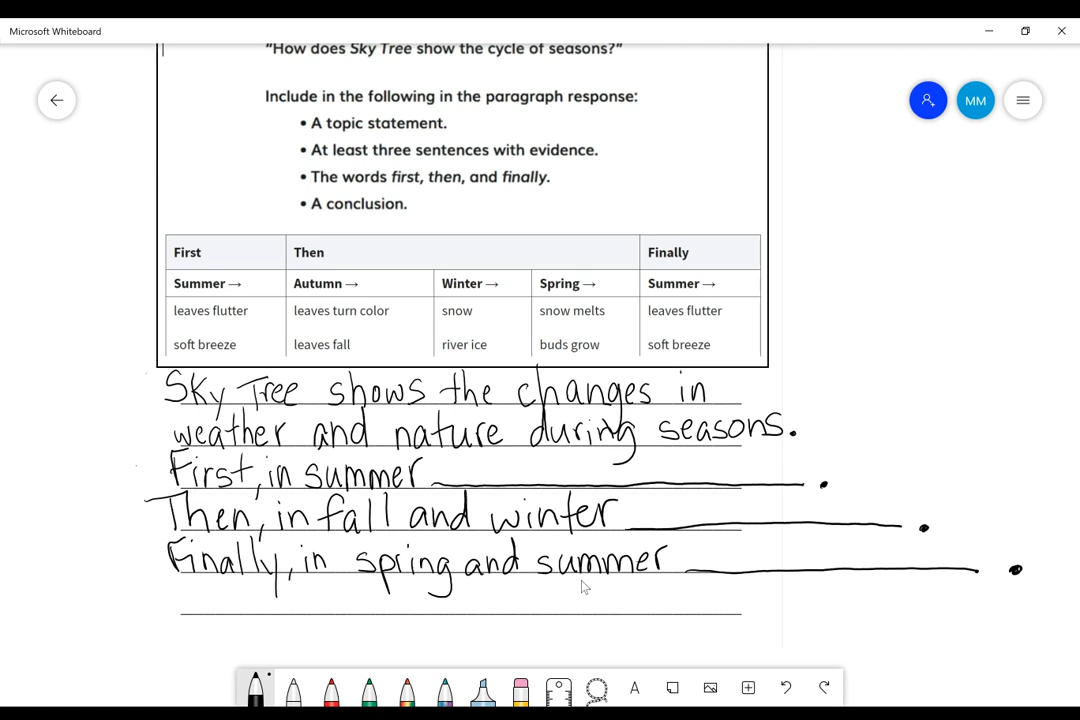 Microsoft Whiteboard
"How does Sky Tree show the cycle of seasons?"
MM
Include in the following in the paragraph response:
• A topic statement.
• At least three sentences with evidence.
• The words first, then, and finally.
• A conclusion.
First Then Finally
Summer → Autumn → Winter → Spring → Summer →
leaves flutter leaves turn color snow snow melts leaves flutter
soft breeze leaves fall river ice buds grow soft breeze
Sky Tree shows the changes in
weather and nature during seasons.
First, in summer ______.
Then, in fall and winter ______.
Finally, in spring and summer ______.
A